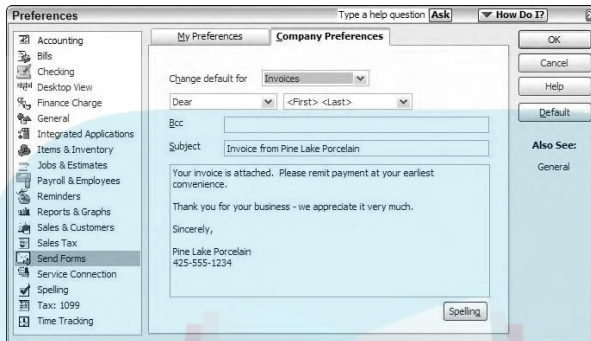 Preferences
Type a help question Ask How Do I?
My Preferences
Company Preferences
Accounting
Bills
Checking
Desktop View
Finance Charge
General
Integrated Applications
Items & Inventory
Jobs & Estimates
Payroll & Employees
Reminders
Reports & Graphs
Sales & Customers
Sales Tax
Send Forms
Service Connection
Spelling
Tax: 1099
Time Tracking
Change default for Invoices
Dear <First> <Last>
Bcc
Subject Invoice from Pine Lake Porcelain
Your invoice is attached. Please remit payment at your earliest
convenience.
Thank you for your business - we appreciate it very much.
Sincerely,
Pine Lake Porcelain
425-555-1234
Spelling
OK
Cancel
Help
Default
Also See:
General